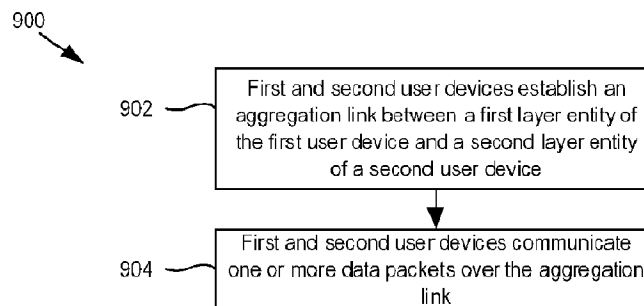 900
902
First and second user devices establish an
aggregation link between a first layer entity of
the first user device and a second layer entity
of a second user device
904
First and second user devices communicate
one or more data packets over the aggregation
link